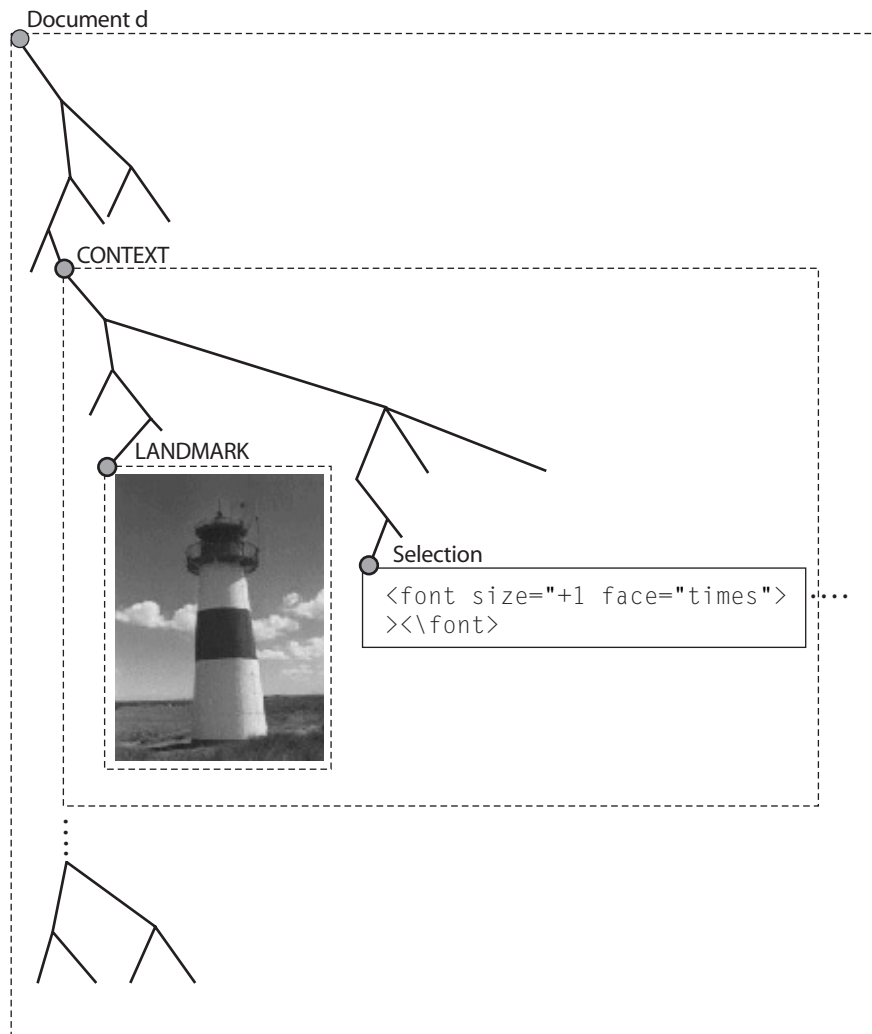 Document d
CONTEXT
LANDMARK
Selection
<font size="+1 face="times">
><\font>